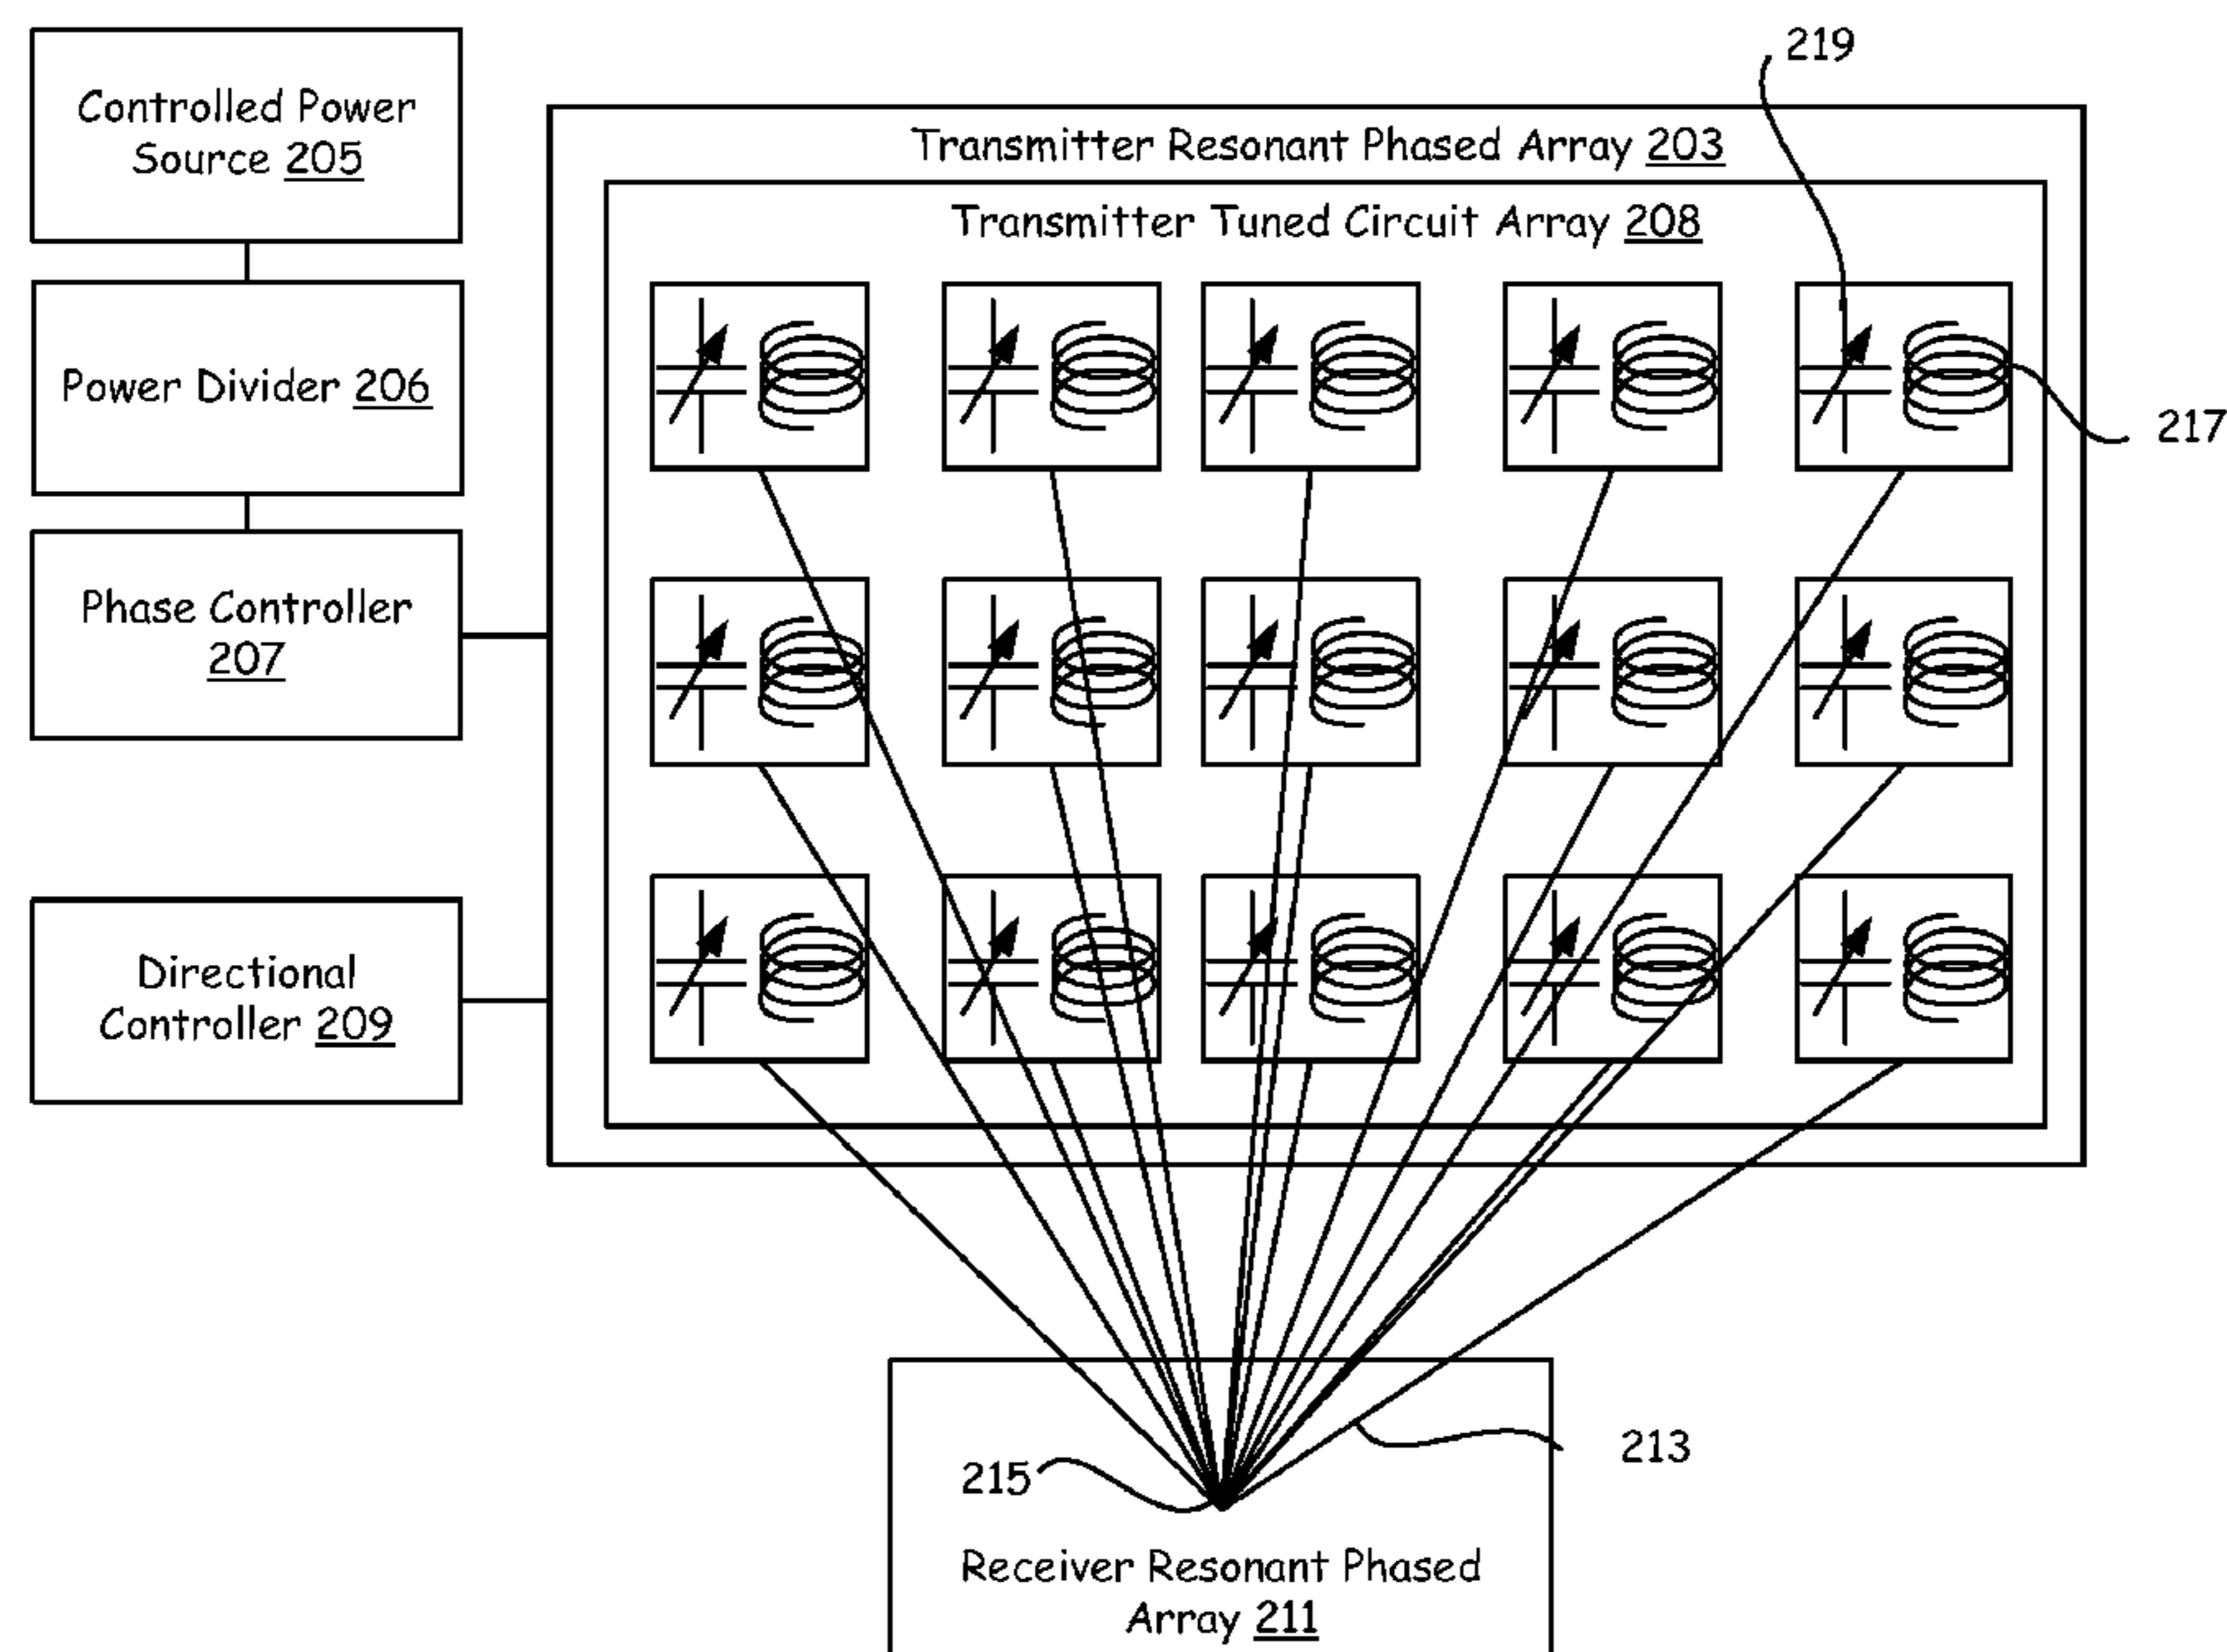 Controlled Power
Source 205
Power Divider 206
Phase Controller
207
Directional
Controller 209
Transmitter Resonant Phased Array 203
Transmitter Tuned Circuit Array 208
219
217
213
215
Receiver Resonant Phased
Array 211